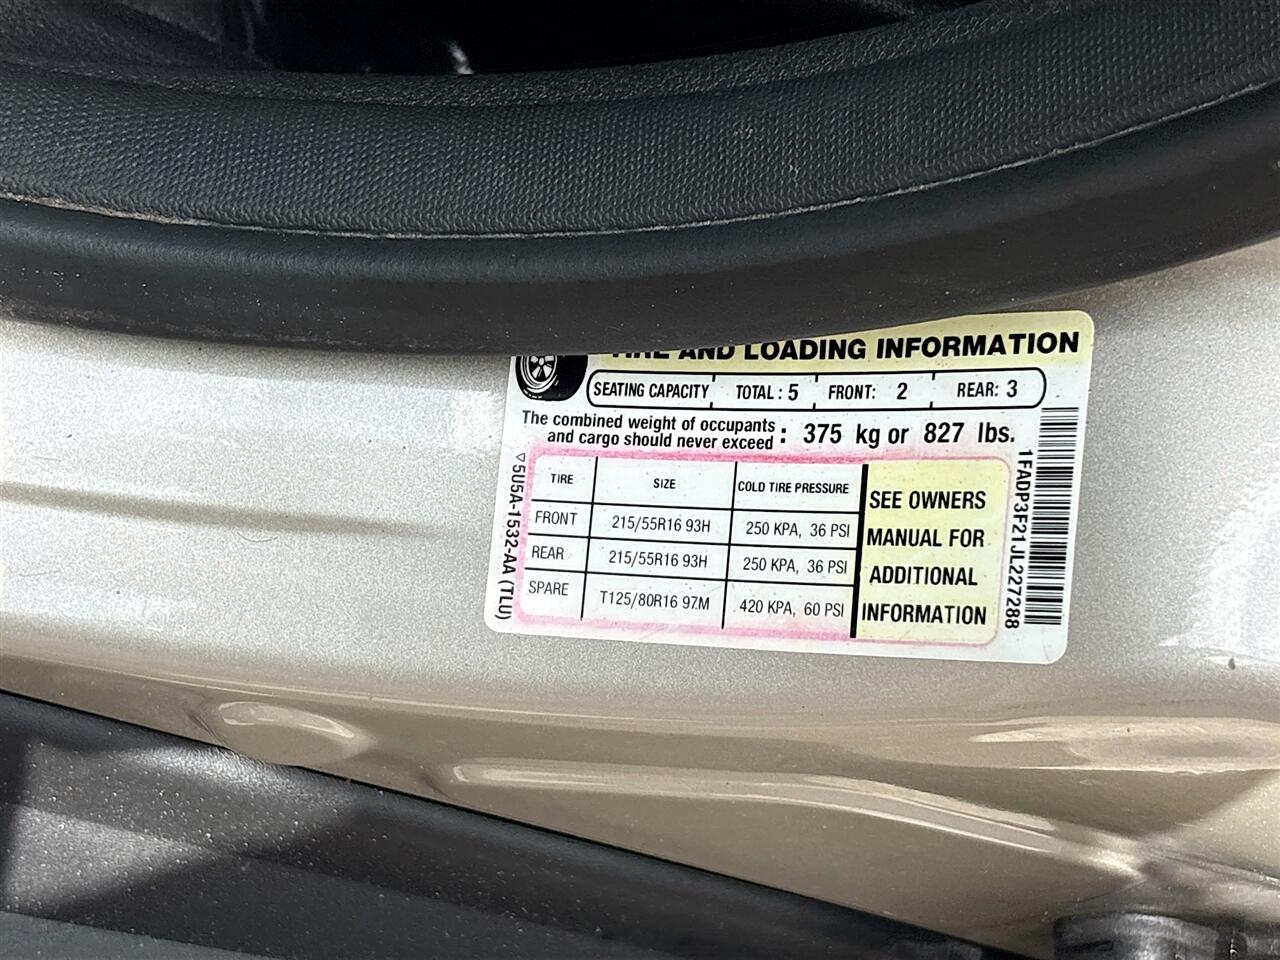 TIRE AND LOADING INFORMATION
SEATING CAPACITY TOTAL : 5 FRONT: 2 REAR: 3
The combined weight of occupants
and cargo should never exceed : 375 kg or 827 lbs.
TIRE SIZE COLD TIRE PRESSURE
FRONT 215/55R16 93H 250 KPA, 36 PSI
REAR 215/55R16 93H 250 KPA, 36 PSI
SPARE T125/80R16 97M 420 KPA, 60 PSI
SEE OWNERS
MANUAL FOR
ADDITIONAL
INFORMATION
5U5A-1532-AA (TLU)
1FADP3F21JL227288